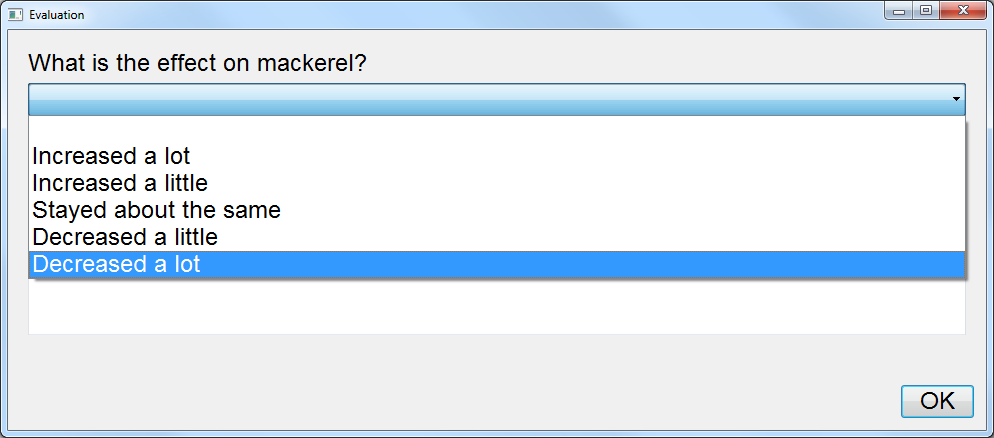 Evaluation
What is the effect on mackerel?
Increased a lot
Increased a little
Stayed about the same
Decreased a little
Decreased a lot
OK